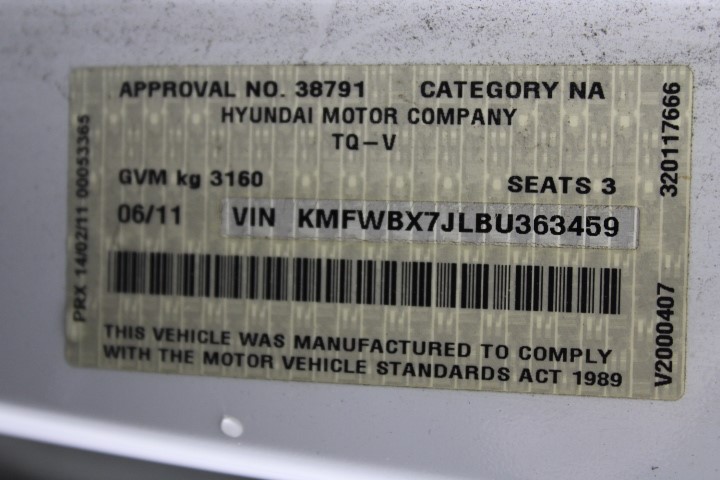 APPROVAL NO. 38791 CATEGORY NA
HYUNDAI MOTOR COMPANY
TQ-V
GVM kg 3160 SEATS 3
06/11 VIN KMFWBX7JLBU363459
THIS VEHICLE WAS MANUFACTURED TO COMPLY
WITH THE MOTOR VEHICLE STANDARDS ACT 1989
PRX 14/02/11 00053365
V2000407 320117666